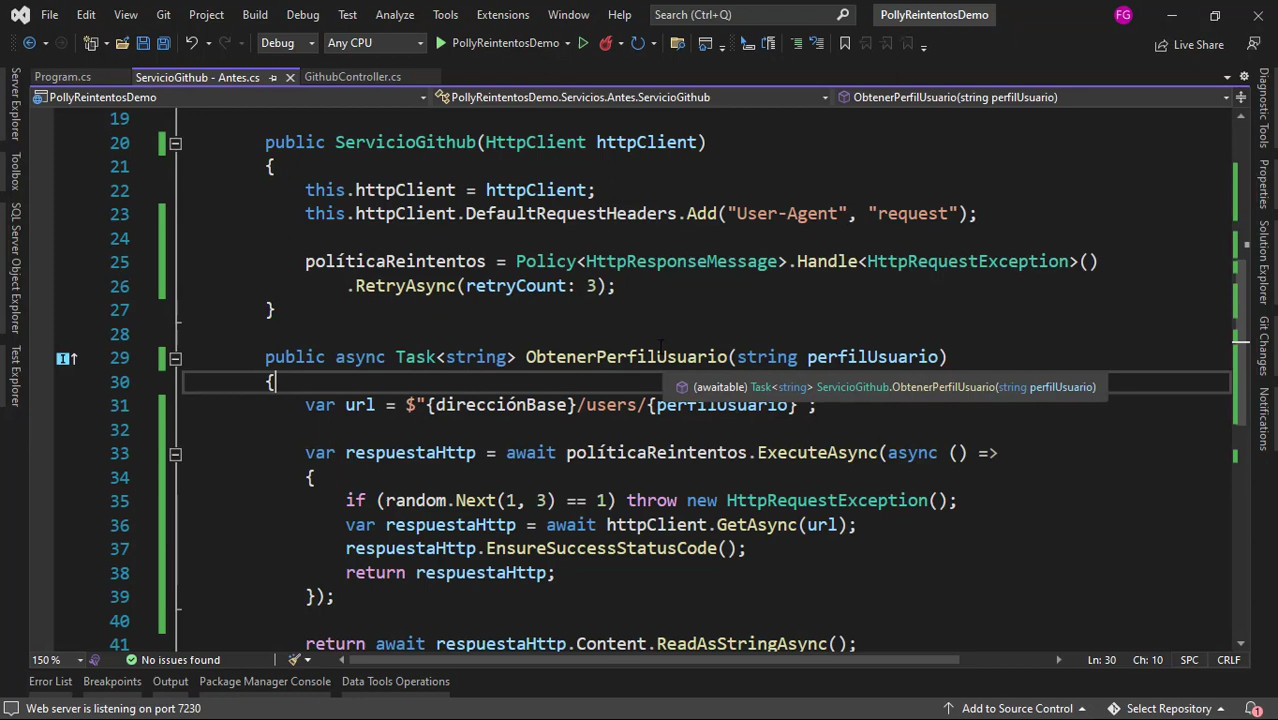 File Edit View Git Project Build Debug Test Analyze Tools Extensions Window Help Search (Ctrl+Q) PollyReintentosDemo FG
Debug Any CPU PollyReintentosDemo Live Share
Program.cs ServicioGithub - Antes.cs GithubController.cs
PollyReintentosDemo PollyReintentosDemo.Servicios.Antes.ServicioGithub ObtenerPerfilUsuario(string perfilUsuario)
Server Explorer
Toolbox
SQL Server Object Explorer
Test Explorer
19
20 public ServicioGithub(HttpClient httpClient)
21 {
22 this.httpClient = httpClient;
23 this.httpClient.DefaultRequestHeaders.Add("User-Agent", "request");
24
25 políticaReintentos = Policy<HttpResponseMessage>.Handle<HttpRequestException>()
26 .RetryAsync(retryCount: 3);
27 }
28
29 public async Task<string> ObtenerPerfilUsuario(string perfilUsuario)
30 {
(awaitable) Task<string> ServicioGithub.ObtenerPerfilUsuario(string perfilUsuario)
31 var url = $"{direcciónBase}/users/{perfilUsuario}";
32
33 var respuestaHttp = await políticaReintentos.ExecuteAsync(async () =>
34 {
35 if (random.Next(1, 3) == 1) throw new HttpRequestException();
36 var respuestaHttp = await httpClient.GetAsync(url);
37 respuestaHttp.EnsureSuccessStatusCode();
38 return respuestaHttp;
39 });
40
41 return await respuestaHttp.Content.ReadAsStringAsync();
Diagnostic Tools
Properties
Solution Explorer
Git Changes
Notifications
150 % No issues found Ln: 30 Ch: 10 SPC CRLF
Error List Breakpoints Output Package Manager Console Data Tools Operations
Web server is listening on port 7230 Add to Source Control Select Repository 1